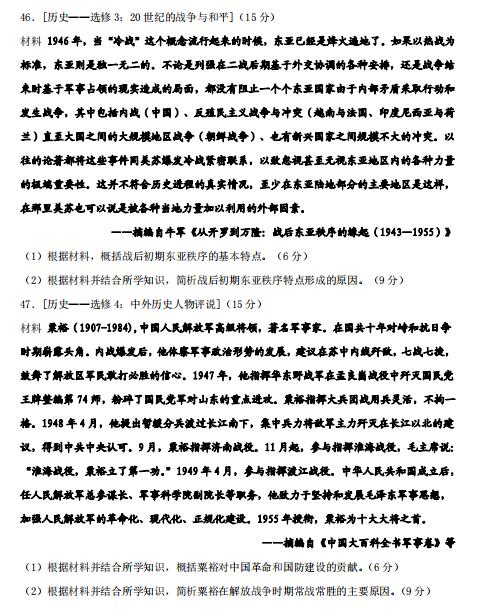 46. [历史——选修 3：20 世纪的战争与和平]（15 分）
材料 1946 年，当“冷战”这个概念流行起来的时候，东亚已经是烽火遍地了。如果以热战为
标准，东亚则是独一无二的。不论是列强在二战后期基于外交协调的各种安排，还是战争结
束时基于军事占领的现实造成的局面，都没有阻止一个个东亚国家由于内部矛盾采取行动和
发生战争，其中包括内战（中国）、反殖民主义战争与冲突（越南与法国、印度尼西亚与荷
兰）直至大国之间的大规模地区战争（朝鲜战争）、也有新兴国家之间规模不大的冲突。以
往的论著都将这些事件同美苏爆发冷战紧密联系，以致忽视甚至无视东亚地区内的各种力量
的极端重要性。这并不符合历史进程的真实情况，至少在东亚陆地部分的主要地区是这样，
在那里美苏也可以说是被各种当地力量加以利用的外部因素。
——摘编自牛军《从开罗到万隆：战后东亚秩序的缘起（1943—1955）》
（1）根据材料，概括战后初期东亚秩序的基本特点。（6 分）
（2）根据材料并结合所学知识，简析战后初期东亚秩序特点形成的原因。（9 分）
47. [历史——选修 4：中外历史人物评说]（15 分）
材料 粟裕（1907-1984)，中国人民解放军高级将领，著名军事家。在国共十年对峙和抗日争
时期崭露头角。内战爆发后，他体察军事政治形势的发展，建议在苏中内线歼敌，七战七捷，
鼓舞了解放区军民敢打必胜的信心。1947 年，他指挥华东野战军在孟良崮战役中歼灭国民党
王牌整编第 74 师，粉碎了国民党军对山东的重点进攻。粟裕指挥大兵团战用兵灵活，不拘一
格。1948 年 4 月，他提出暂缓分兵渡过长江南下，集中兵力将敌军主力歼灭在长江以北的建
议，得到中共中央认可。9 月，粟裕指挥济南战役。11 月起，参与指挥淮海战役，毛主席说：
“淮海战役，粟裕立了第一功。”1949 年 4 月，参与指挥渡江战役。中华人民共和国成立后，
任人民解放军总参谋长、军事科学院副院长等职务，他致力于坚持和发展毛泽东军事思想，
加强人民解放军的革命化、现代化、正规化建设。1955 年授衔，粟裕为十大大将之首。
——摘编自《中国大百科全书军事卷》等
（1）根据材料并结合所学知识，概括粟裕对中国革命和国防建设的贡献。（6 分）
（2）根据材料并结合所学知识，简析粟裕在解放战争时期常战常胜的主要原因。（9 分）